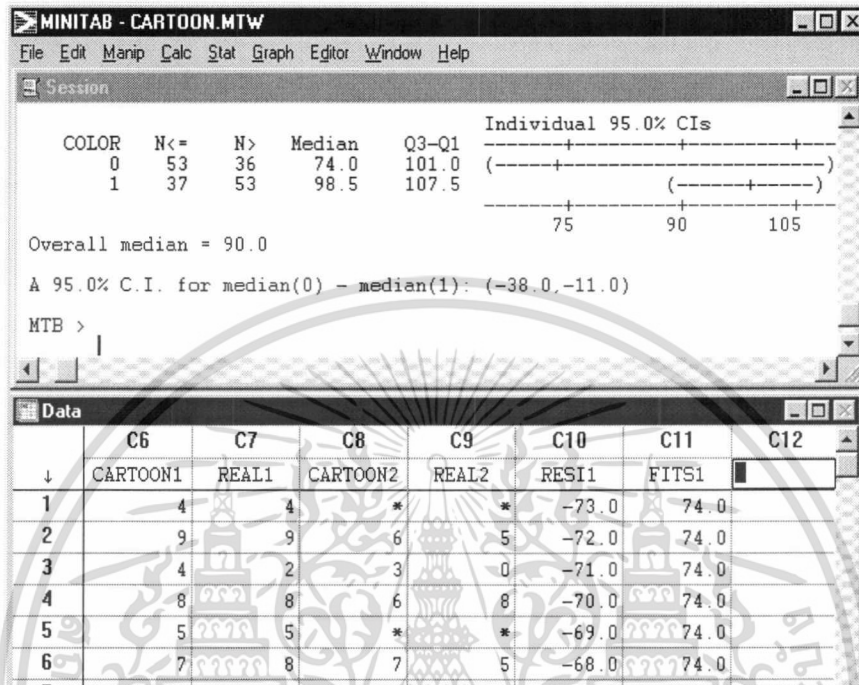 MINITAB - CARTOON.MTW
File Edit Manip Calc Stat Graph Editor Window Help
Session
Individual 95.0% CIs
COLOR N<= N> Median Q3-Q1 -------+---------+---------+---
0 53 36 74.0 101.0 (-----+-----------------------)
1 37 53 98.5 107.5 (------+-----)
-------+---------+---------+---
75 90 105
Overall median = 90.0
A 95.0% C.I. for median(0) - median(1): (-38.0,-11.0)
MTB >
Data
C6 C7 C8 C9 C10 C11 C12
↓ CARTOON1 REAL1 CARTOON2 REAL2 RESI1 FITS1
1 4 4 * * -73.0 74.0
2 9 9 6 5 -72.0 74.0
3 4 2 3 0 -71.0 74.0
4 8 8 6 8 -70.0 74.0
5 5 5 * * -69.0 74.0
6 7 8 7 5 -68.0 74.0